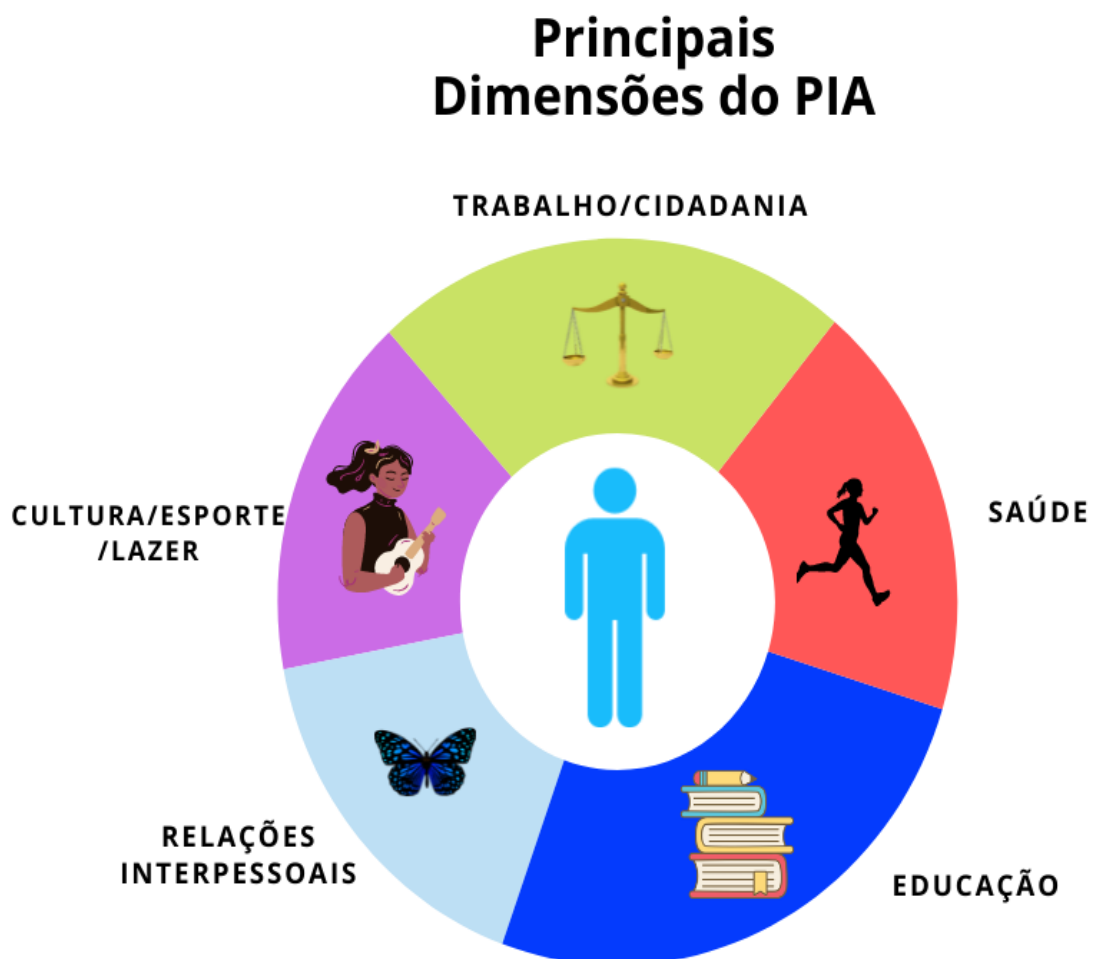 Principais
Dimensões do PIA
TRABALHO/CIDADANIA
CULTURA/ESPORTE
/LAZER
SAÚDE
RELAÇÕES
INTERPESSOAIS
EDUCAÇÃO